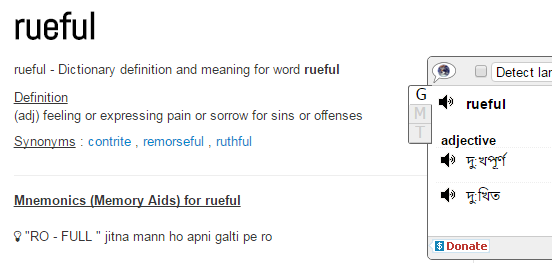 rueful
rueful - Dictionary definition and meaning for word rueful
Definition
(adj) feeling or expressing pain or sorrow for sins or offenses
Synonyms : contrite , remorseful , ruthful
Mnemonics (Memory Aids) for rueful
"RO - FULL " jitna mann ho apni galti pe ro
Detect lan
G
M
T
rueful
adjective
দু:খপূর্ণ
দু:খিত
Donate